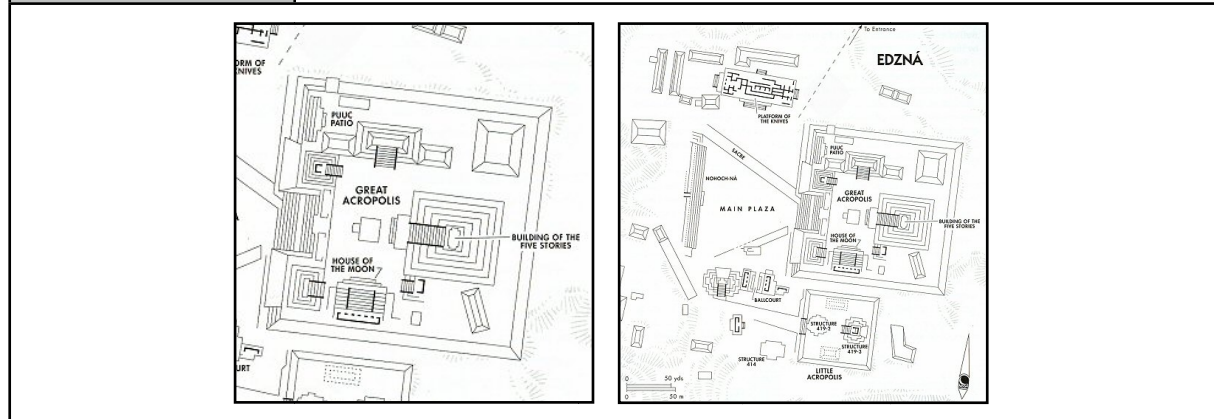 ORM OF
KNIVES
PUUC
PATIO
GREAT
ACROPOLIS
BUILDING OF THE
FIVE STORIES
HOUSE OF
THE MOON
URT
To Entrance
EDZNÁ
PLATFORM OF
THE KNIVES
PUUC
PATIO
SACBE
NOHOCH-NÁ
GREAT
ACROPOLIS
MAIN PLAZA
BUILDING OF THE
FIVE STORIES
HOUSE OF
THE MOON
BALLCOURT
STRUCTURE
419-2
STRUCTURE
419-3
STRUCTURE
414
LITTLE
ACROPOLIS
0 50 yds
0 50 m